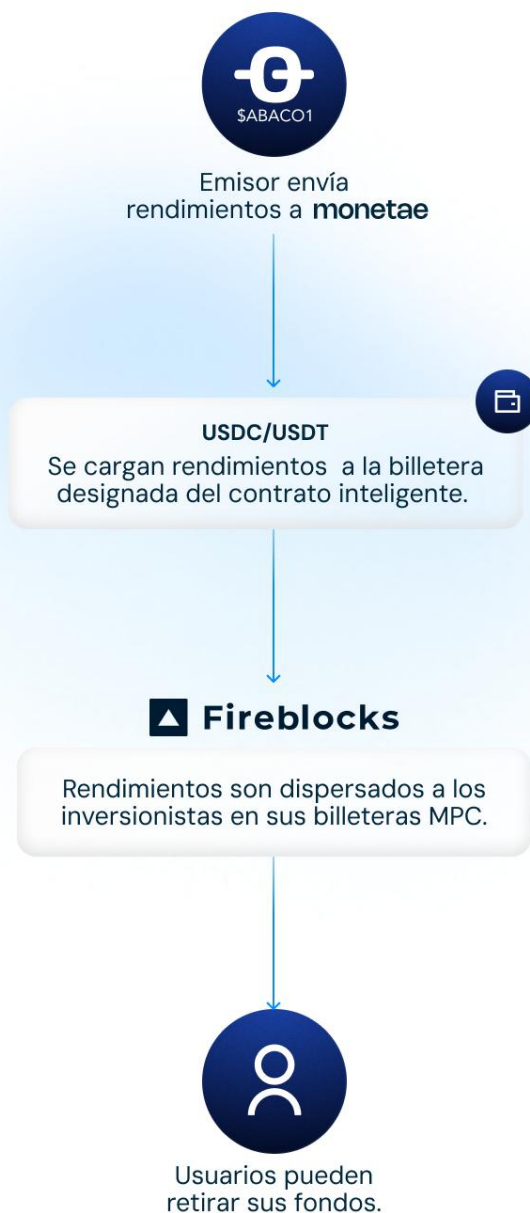 $ABACO1
Emisor envía
rendimientos a monetae
USDC/USDT
Se cargan rendimientos a la billetera
designada del contrato inteligente.
Fireblocks
Rendimientos son dispersados a los
inversionistas en sus billeteras MPC.
Usuarios pueden
retirar sus fondos.